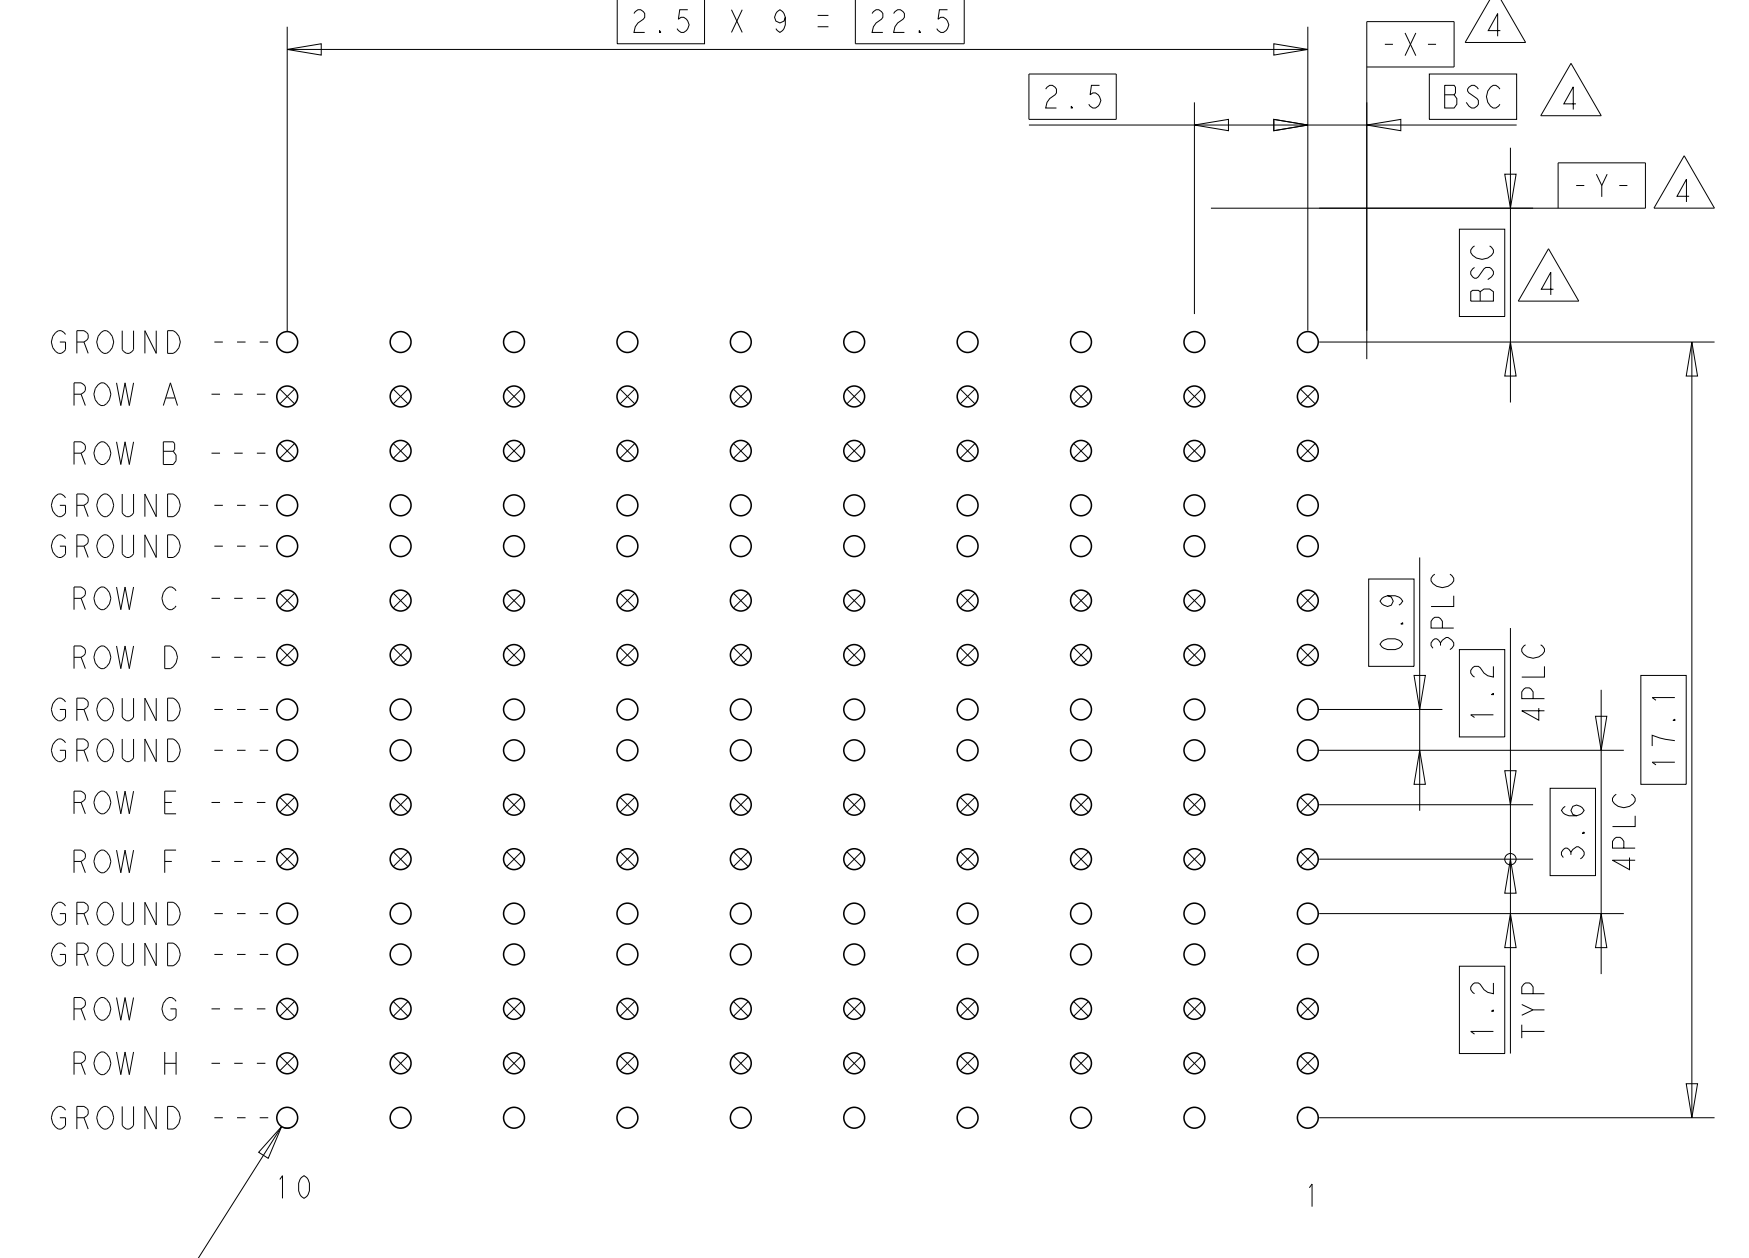 2.5 X 9 = 22.5
-X- 4
2.5
BSC 4
-Y- 4
BSC 4
GROUND ---
ROW A ---
ROW B ---
GROUND ---
GROUND ---
ROW C ---
ROW D ---
GROUND ---
GROUND ---
ROW E ---
ROW F ---
GROUND ---
GROUND ---
ROW G ---
ROW H ---
GROUND ---
0.9
3PLC
1.2
4PLC
3.6
4PLC
17.1
1.2
TYP
10
1